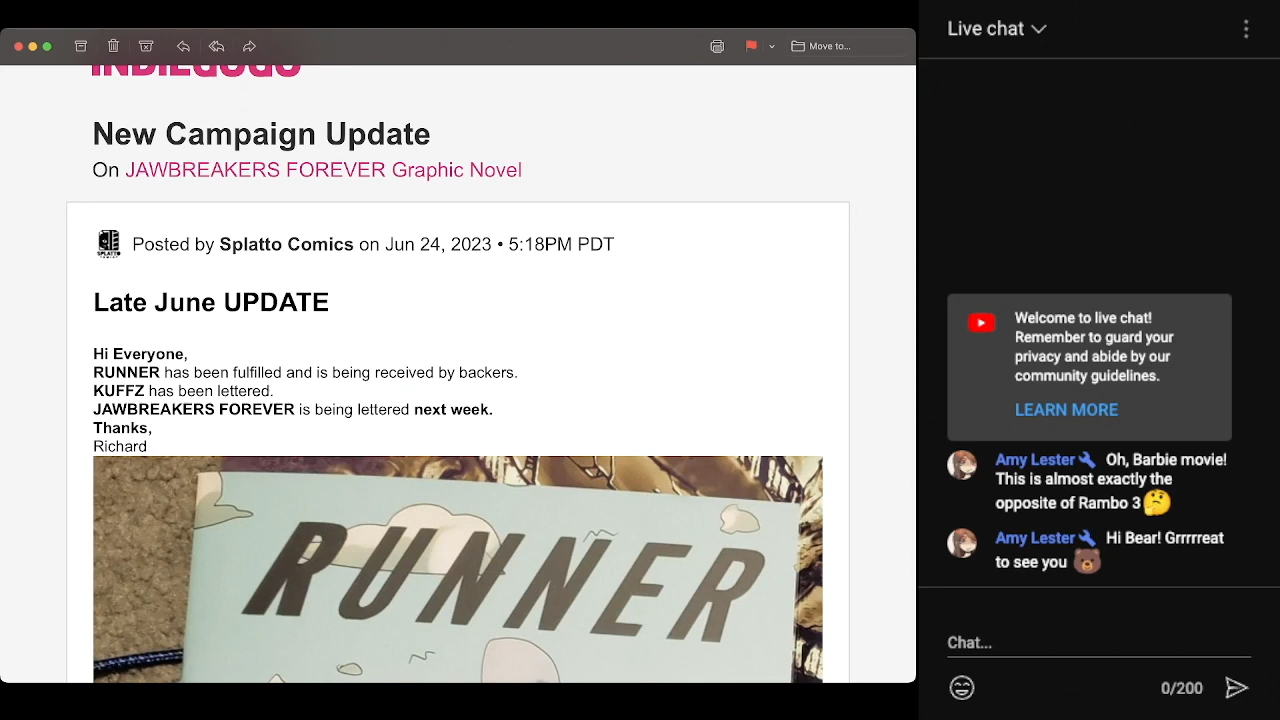 Move to...
INDIEGOGO
New Campaign Update
On JAWBREAKERS FOREVER Graphic Novel
SPLATTO
Posted by Splatto Comics on Jun 24, 2023 • 5:18PM PDT
Late June UPDATE
Hi Everyone,
RUNNER has been fulfilled and is being received by backers.
KUFFZ has been lettered.
JAWBREAKERS FOREVER is being lettered next week.
Thanks,
Richard
RUNNER
Live chat
Welcome to live chat!
Remember to guard your
privacy and abide by our
community guidelines.
LEARN MORE
Amy Lester Oh, Barbie movie!
This is almost exactly the
opposite of Rambo 3🤔
Amy Lester Hi Bear! Grrrrreat
to see you 🐻
Chat...
0/200